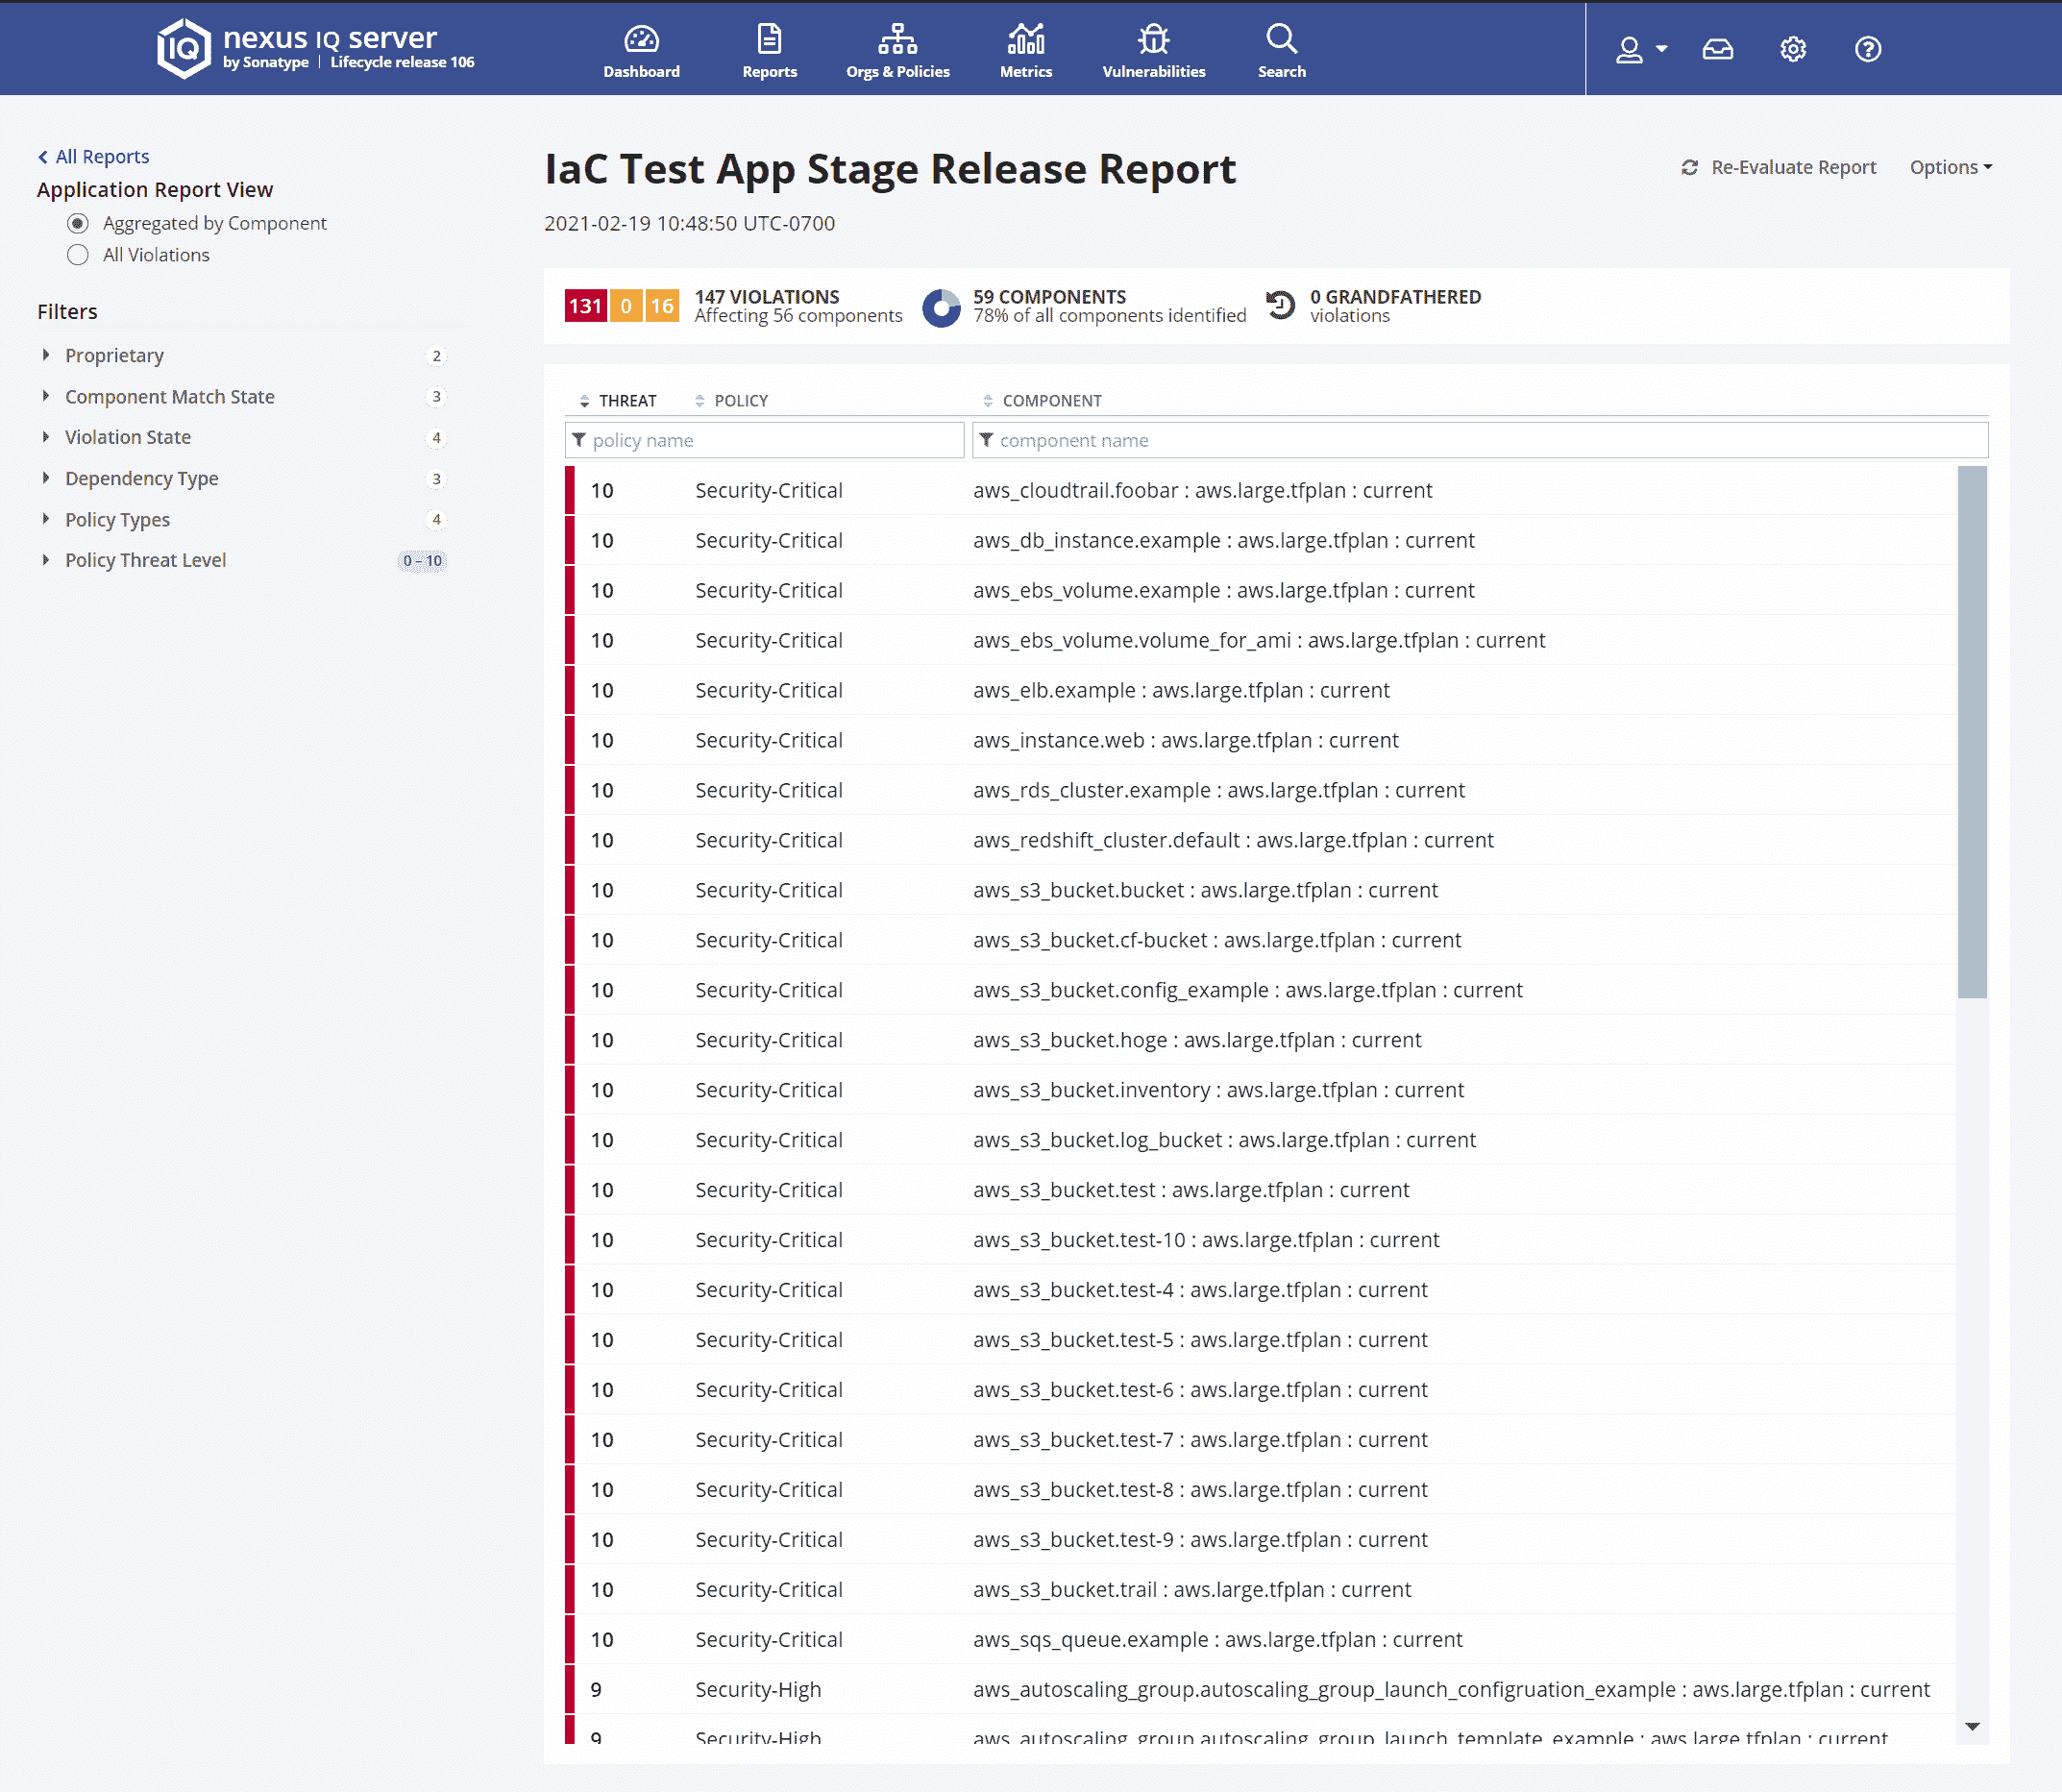 nexus IQ server
by Sonatype | Lifecycle release 106
Dashboard
Reports
Orgs & Policies
Metrics
Vulnerabilities
Search
All Reports
Application Report View
Aggregated by Component
All Violations
Filters
Proprietary 2
Component Match State 3
Violation State 4
Dependency Type 3
Policy Types 4
Policy Threat Level 0 – 10
IaC Test App Stage Release Report
Re-Evaluate Report Options
2021-02-19 10:48:50 UTC-0700
131 0 16
147 VIOLATIONS
Affecting 56 components
59 COMPONENTS
78% of all components identified
0 GRANDFATHERED
violations
THREAT POLICY COMPONENT
policy name component name
10 Security-Critical aws_cloudtrail.foobar : aws.large.tfplan : current
10 Security-Critical aws_db_instance.example : aws.large.tfplan : current
10 Security-Critical aws_ebs_volume.example : aws.large.tfplan : current
10 Security-Critical aws_ebs_volume.volume_for_ami : aws.large.tfplan : current
10 Security-Critical aws_elb.example : aws.large.tfplan : current
10 Security-Critical aws_instance.web : aws.large.tfplan : current
10 Security-Critical aws_rds_cluster.example : aws.large.tfplan : current
10 Security-Critical aws_redshift_cluster.default : aws.large.tfplan : current
10 Security-Critical aws_s3_bucket.bucket : aws.large.tfplan : current
10 Security-Critical aws_s3_bucket.cf-bucket : aws.large.tfplan : current
10 Security-Critical aws_s3_bucket.config_example : aws.large.tfplan : current
10 Security-Critical aws_s3_bucket.hoge : aws.large.tfplan : current
10 Security-Critical aws_s3_bucket.inventory : aws.large.tfplan : current
10 Security-Critical aws_s3_bucket.log_bucket : aws.large.tfplan : current
10 Security-Critical aws_s3_bucket.test : aws.large.tfplan : current
10 Security-Critical aws_s3_bucket.test-10 : aws.large.tfplan : current
10 Security-Critical aws_s3_bucket.test-4 : aws.large.tfplan : current
10 Security-Critical aws_s3_bucket.test-5 : aws.large.tfplan : current
10 Security-Critical aws_s3_bucket.test-6 : aws.large.tfplan : current
10 Security-Critical aws_s3_bucket.test-7 : aws.large.tfplan : current
10 Security-Critical aws_s3_bucket.test-8 : aws.large.tfplan : current
10 Security-Critical aws_s3_bucket.test-9 : aws.large.tfplan : current
10 Security-Critical aws_s3_bucket.trail : aws.large.tfplan : current
10 Security-Critical aws_sqs_queue.example : aws.large.tfplan : current
9 Security-High aws_autoscaling_group.autoscaling_group_launch_configruation_example : aws.large.tfplan : current
9 Security-High aws_autoscaling_group.autoscaling_group_launch_template_example : aws.large.tfplan : current